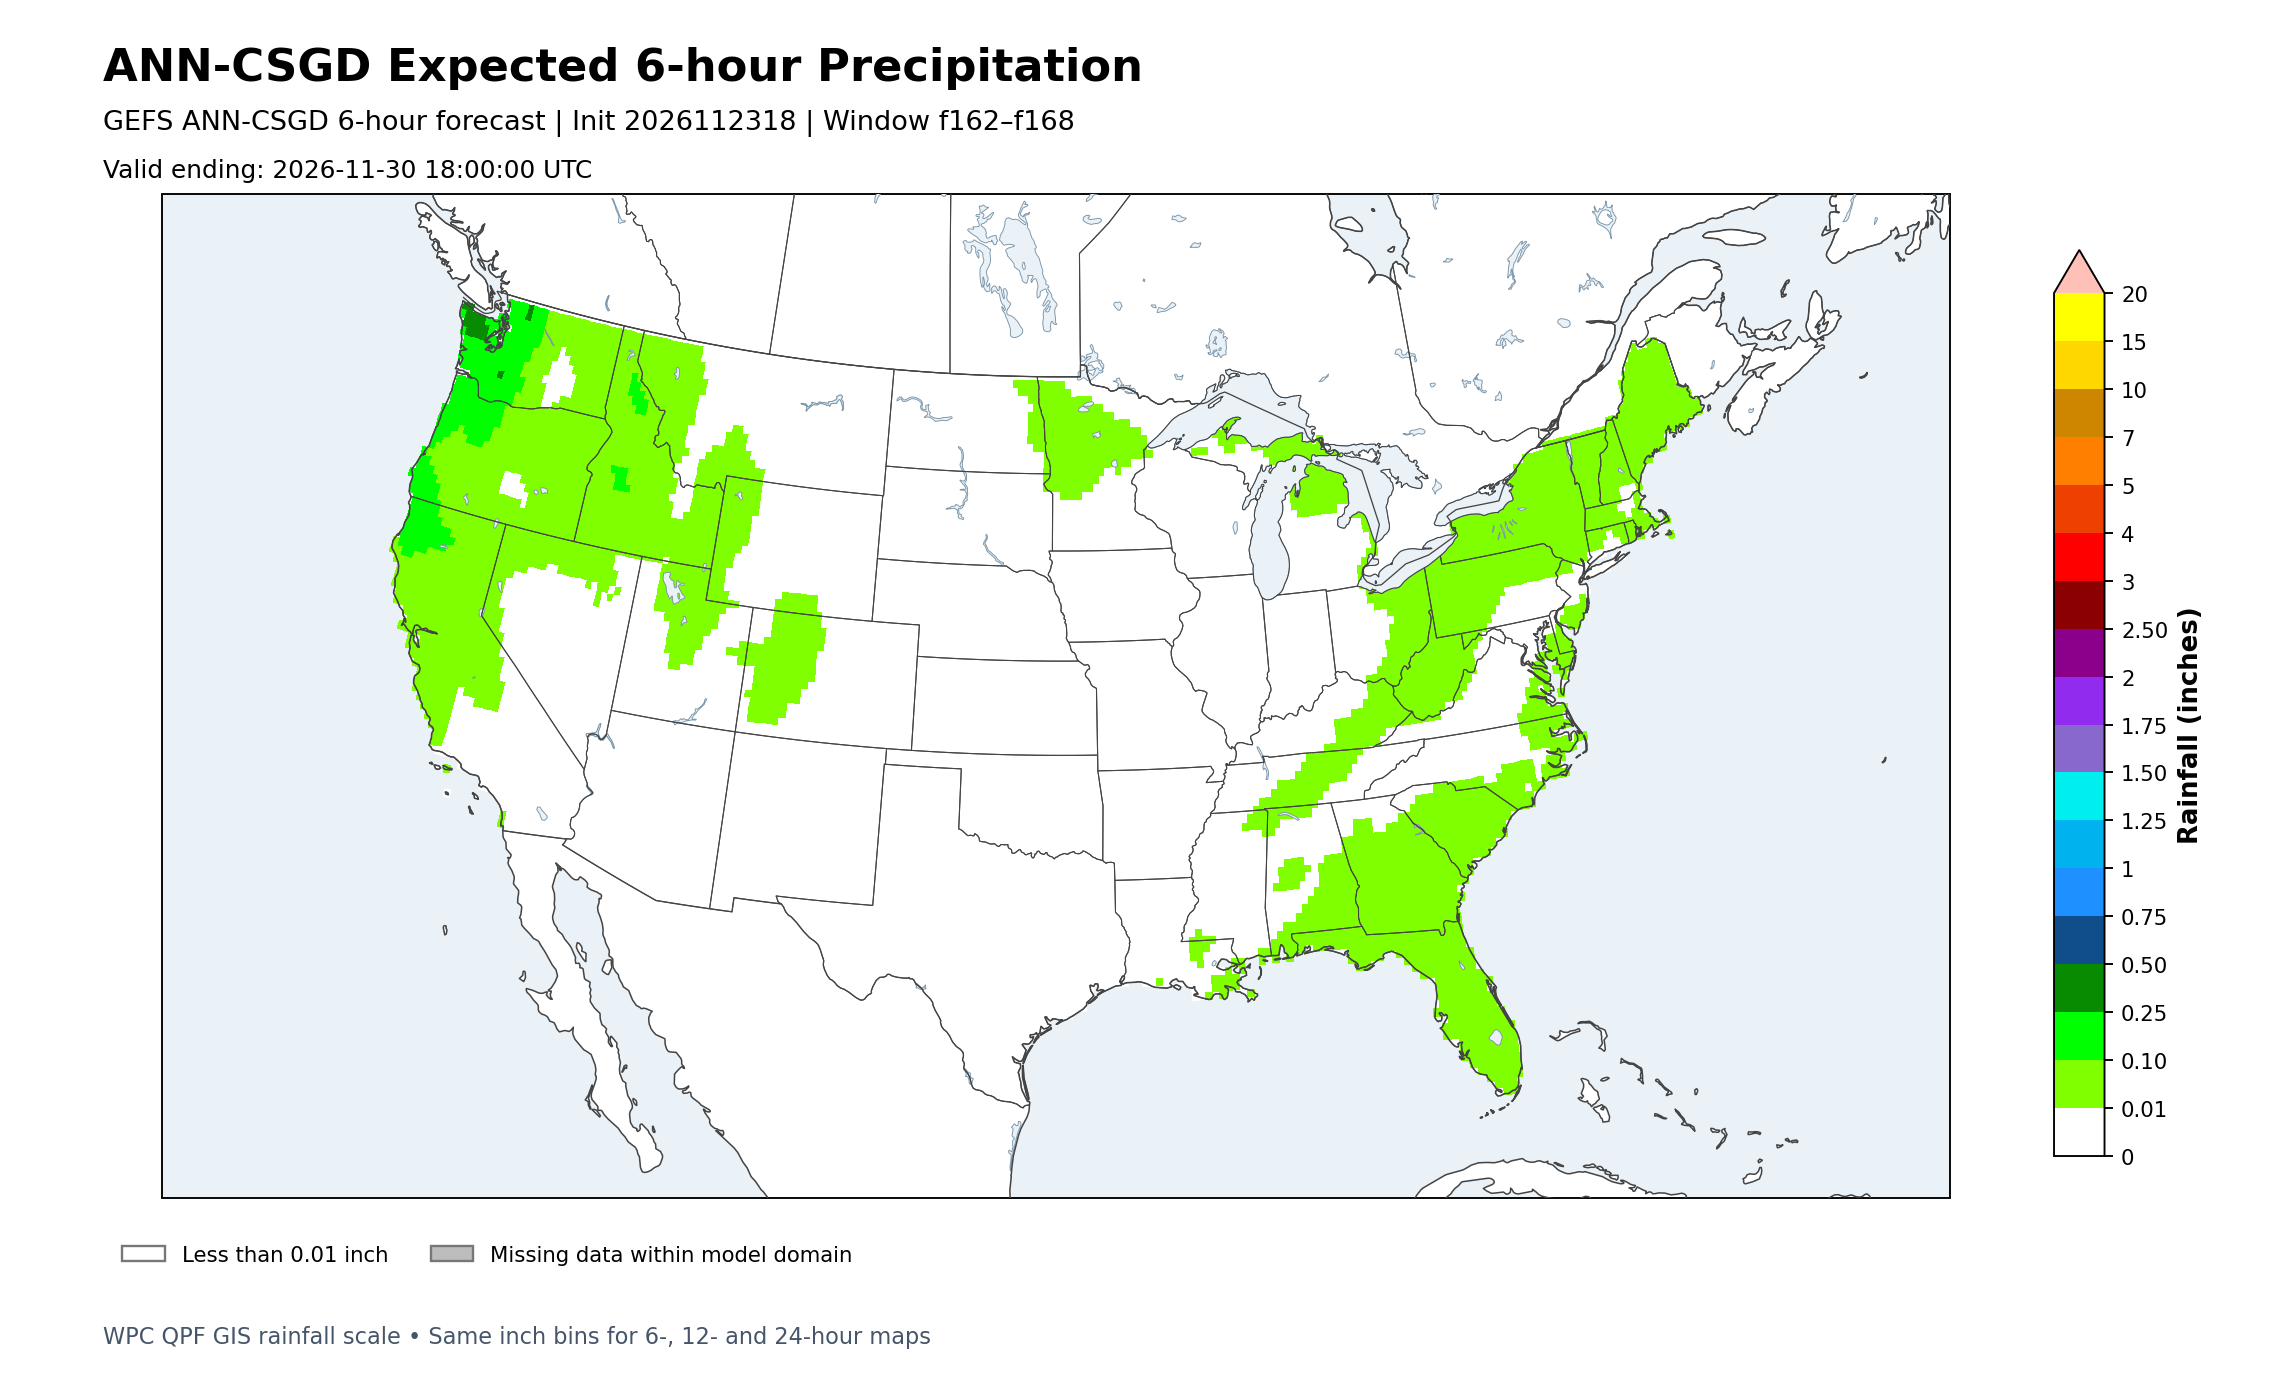 ANN-CSGD Expected 6-hour Precipitation
GEFS ANN-CSGD 6-hour forecast | Init 2026112318 | Window f162–f168
Valid ending: 2026-11-30 18:00:00 UTC
20
15
10
7
5
4
3
2.50
2
1.75
1.50
1.25
1
0.75
0.50
0.25
0.10
0.01
0
Rainfall (inches)
Less than 0.01 inch
Missing data within model domain
WPC QPF GIS rainfall scale • Same inch bins for 6-, 12- and 24-hour maps